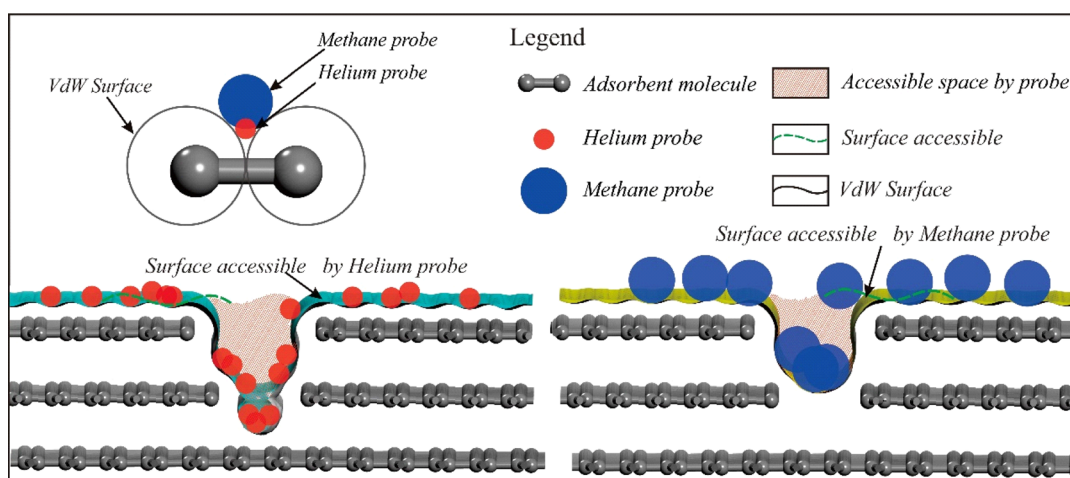 Methane probe
Helium probe
VdW Surface
Legend
Adsorbent molecule
Accessible space by probe
Helium probe
Surface accessible
Methane probe
VdW Surface
Surface accessible by Helium probe
Surface accessible by Methane probe